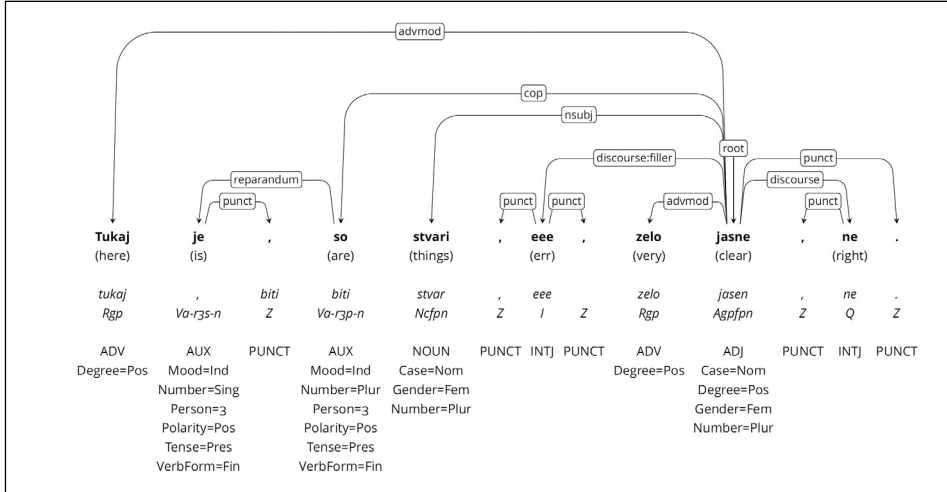 advmod
cop
nsubj
root
discourse:filler punct
reparandum discourse
punct punct punct advmod punct
Tukaj je , so stvari , eee , zelo jasne , ne .
(here) (is) (are) (things) (err) (very) (clear) (right)
tukaj , biti biti stvar , eee zelo jasen , ne .
Rgp Va-r3s-n Z Va-r3p-n Ncfpn Z I Z Rgp Agpfpn Z Q Z
ADV AUX PUNCT AUX NOUN PUNCT INTJ PUNCT ADV ADJ PUNCT INTJ PUNCT
Degree=Pos Mood=Ind Mood=Ind Case=Nom Degree=Pos Case=Nom
Number=Sing Number=Plur Gender=Fem Degree=Pos
Person=3 Person=3 Number=Plur Gender=Fem
Polarity=Pos Polarity=Pos Number=Plur
Tense=Pres Tense=Pres
VerbForm=Fin VerbForm=Fin